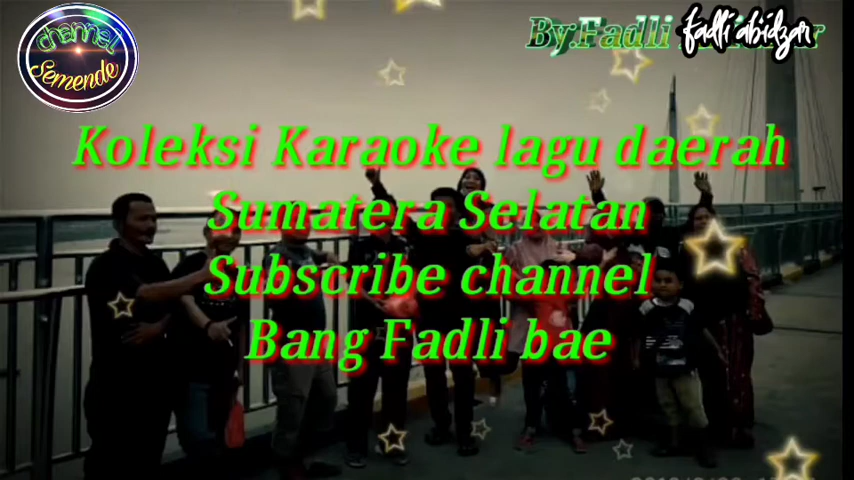 channel
Semende
By:Fadli
fadli abidzar
Koleksi Karaoke lagu daerah
Sumatera Selatan
Subscribe channel
Bang Fadli bae